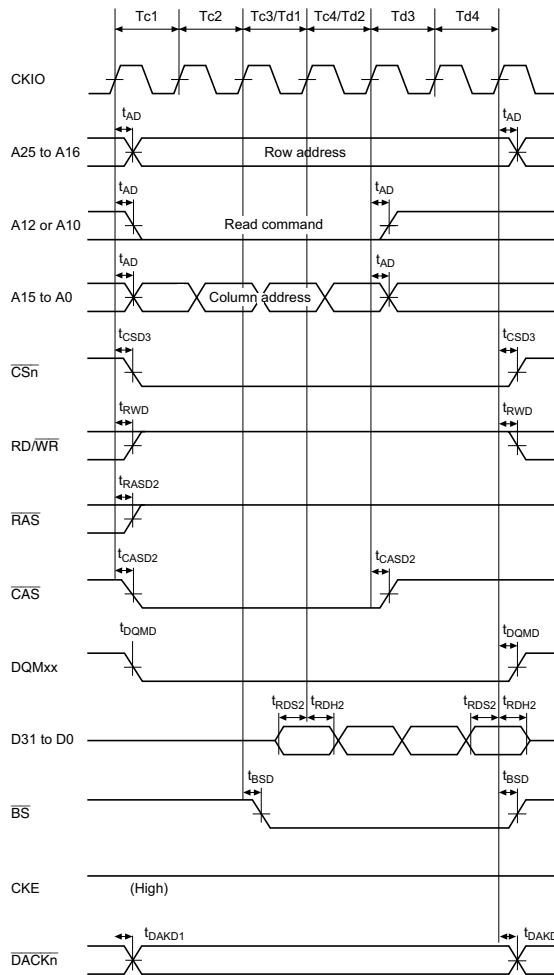 Tc1 Tc2 Tc3/Td1 Tc4/Td2 Td3 Td4
CKIO
tAD tAD
A25 to A16 Row address
tAD tAD
A12 or A10 Read command
tAD tAD
A15 to A0 Column address
tCSD3 tCSD3
CSn
tRWD tRWD
RD/WR
tRASD2
RAS
tCASD2 tCASD2
CAS
tDQMD tDQMD
DQMxx
tRDS2 tRDH2 tRDS2 tRDH2
D31 to D0
tBSD tBSD
BS
CKE (High)
tDAKD1 tDAKD
DACKn